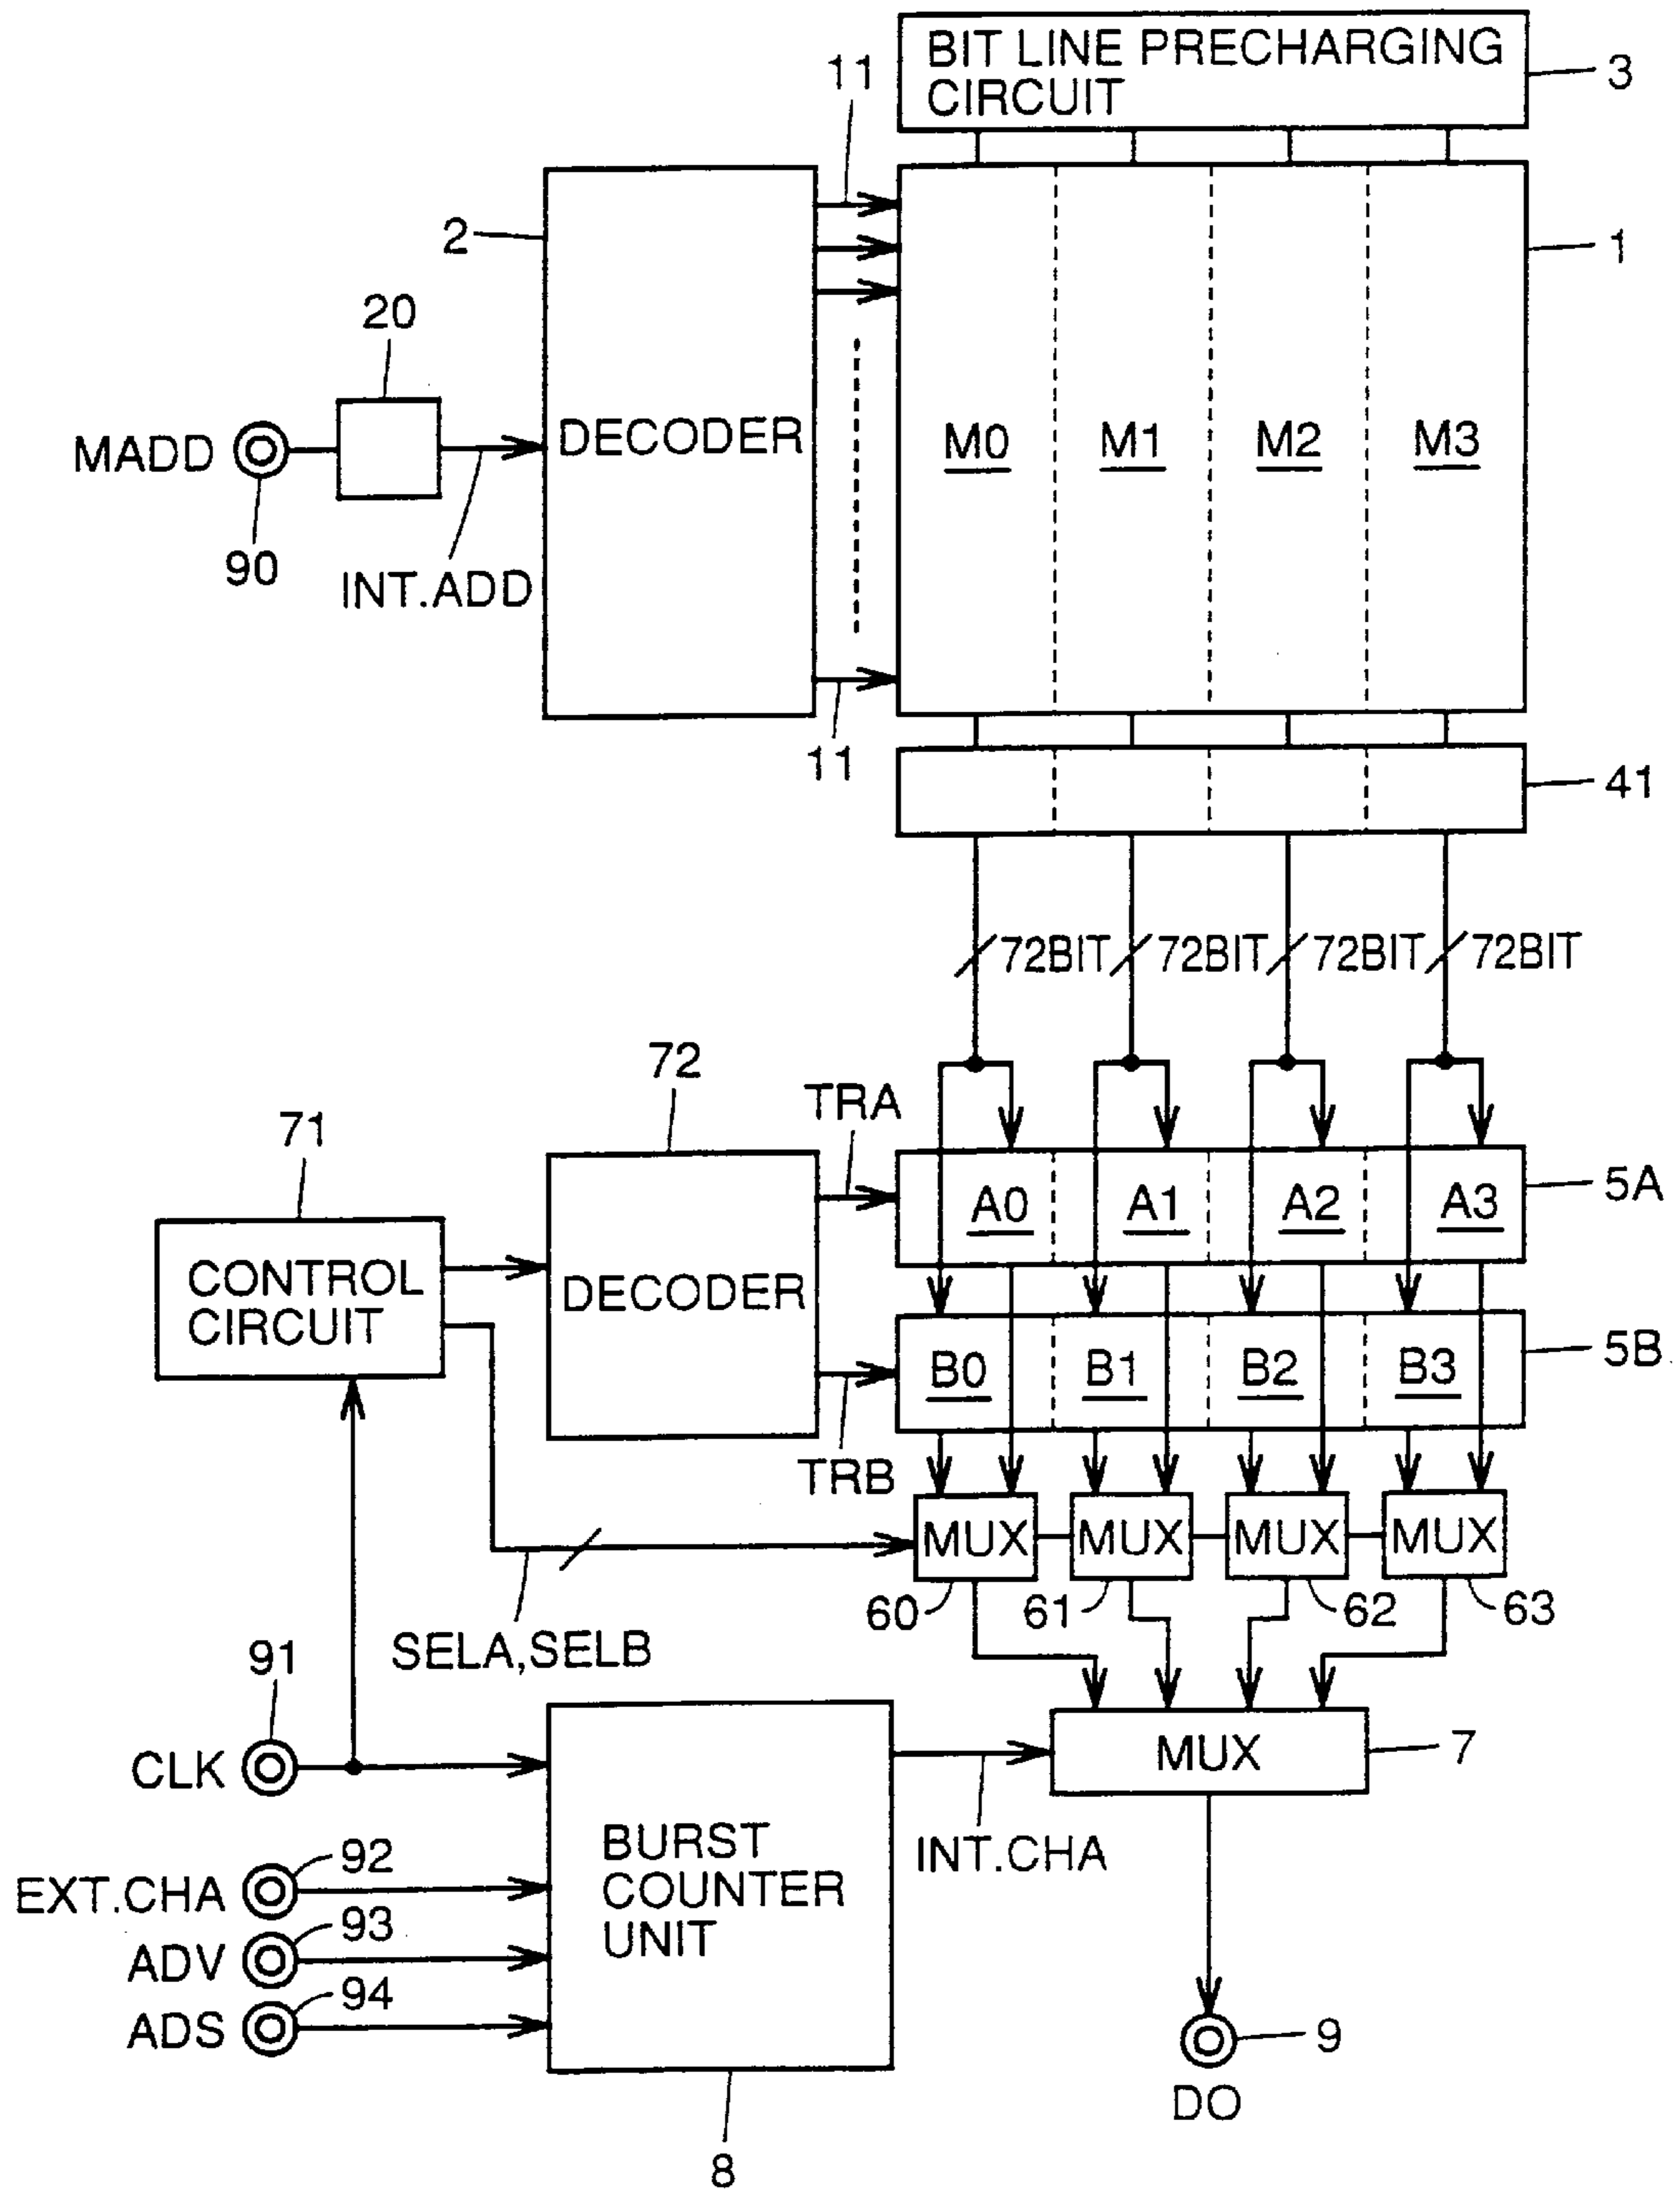 BIT LINE PRECHARGING
CIRCUIT
3
11
2
1
20
MADD
DECODER
M0 M1 M2 M3
90
INT.ADD
11
41
72BIT 72BIT 72BIT 72BIT
72
TRA
71
A0 A1 A2 A3
5A
CONTROL
CIRCUIT
DECODER
B0 B1 B2 B3
5B
TRB
MUX MUX MUX MUX
60 61 62 63
SELA,SELB
91
CLK
MUX
7
INT.CHA
BURST
COUNTER
UNIT
92
EXT.CHA
93
ADV
94
ADS
9
DO
8